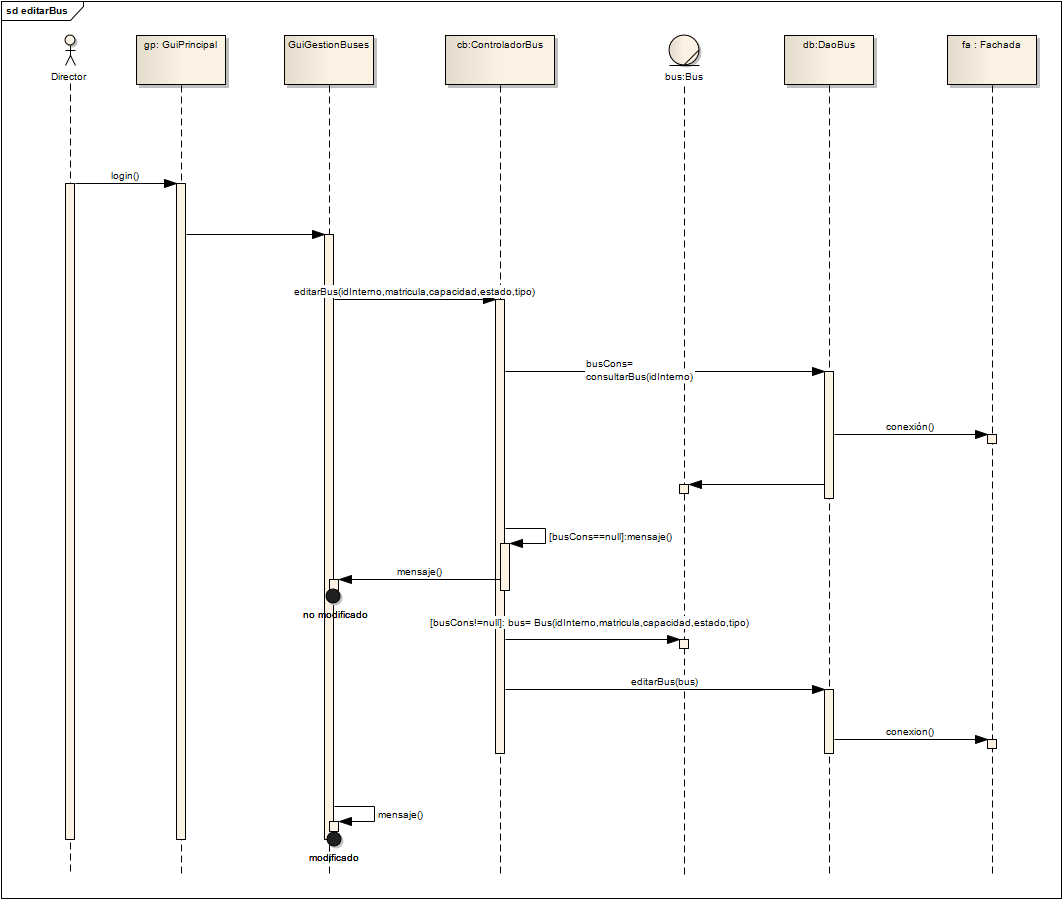 sd editarBus
Director
gp: GuiPrincipal
GuiGestionBuses
cb:ControladorBus
bus:Bus
db:DaoBus
fa : Fachada
login()
editarBus(idInterno,matricula,capacidad,estado,tipo)
busCons=
consultarBus(idInterno)
conexión()
[busCons==null]:mensaje()
mensaje()
no modificado
[busCons!=null]: bus= Bus(idInterno,matricula,capacidad,estado,tipo)
editarBus(bus)
conexion()
mensaje()
modificado